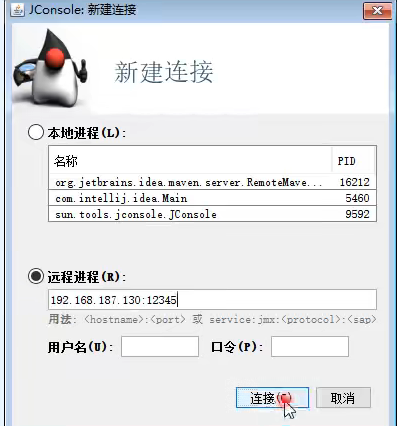 JConsole: 新建连接
新建连接
本地进程(L):
名称 PID
org.jetbrains.idea.maven.server.RemoteMave... 16212
com.intellij.idea.Main 5460
sun.tools.jconsole.JConsole 9592
远程进程(R):
192.168.187.130:12345
用法: <hostname>:<port> 或 service:jmx:<protocol>:<sap>
用户名(U): 口令(P):
连接(C) 取消